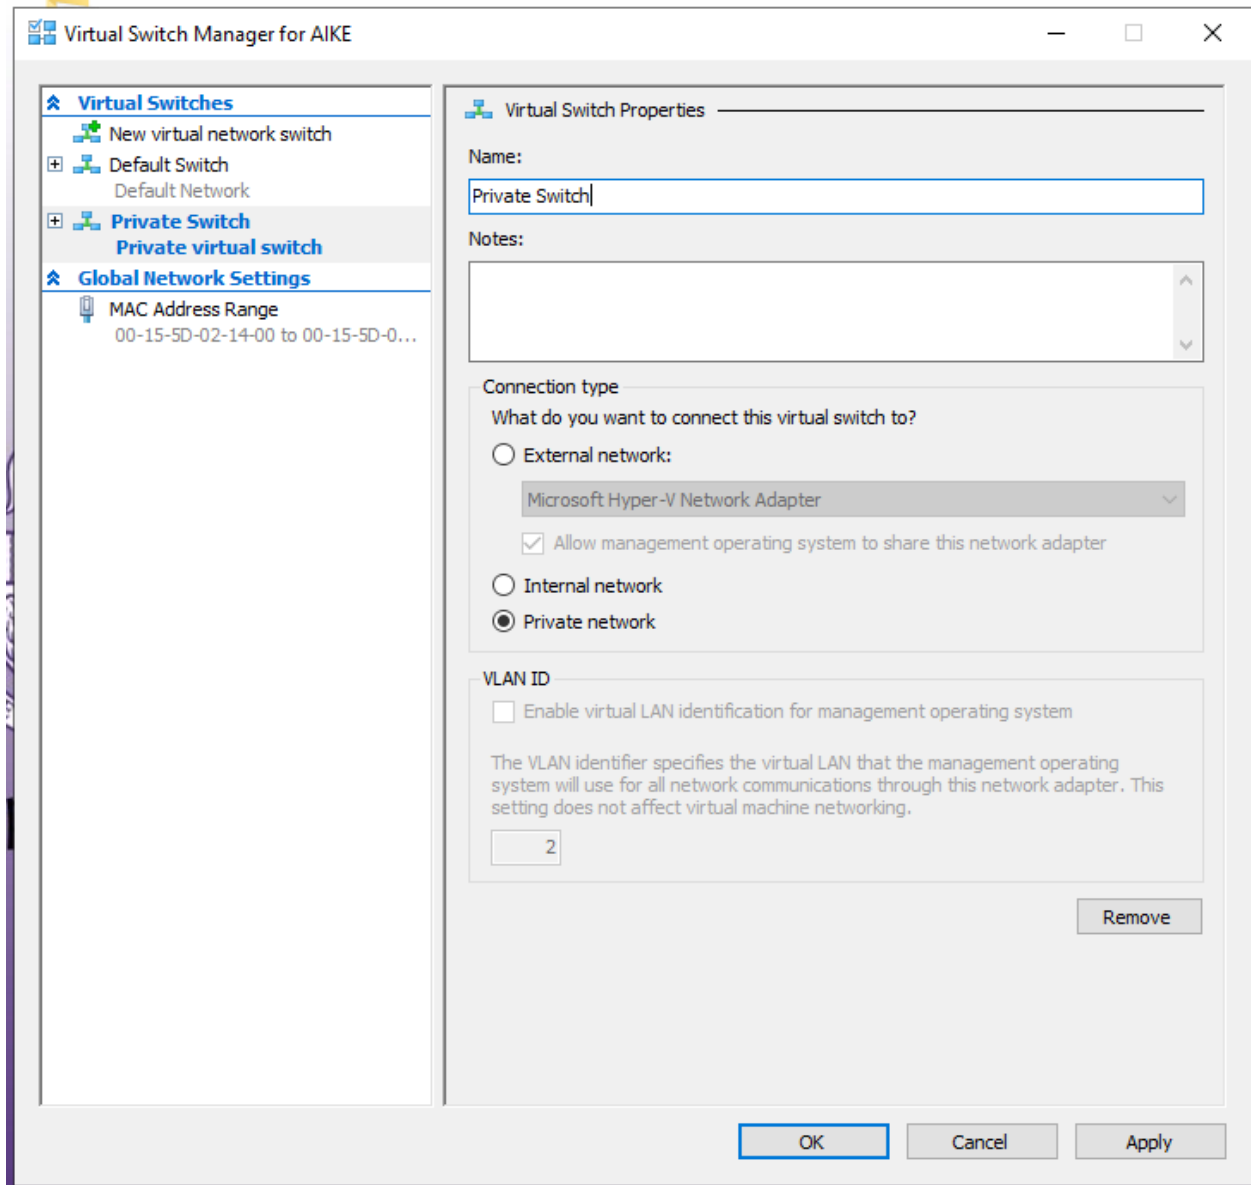 Virtual Switch Manager for AIKE
Virtual Switches
New virtual network switch
Default Switch
Default Network
Private Switch
Private virtual switch
Global Network Settings
MAC Address Range
00-15-5D-02-14-00 to 00-15-5D-0...
Virtual Switch Properties
Name:
Private Switch
Notes:
Connection type
What do you want to connect this virtual switch to?
External network:
Microsoft Hyper-V Network Adapter
Allow management operating system to share this network adapter
Internal network
Private network
VLAN ID
Enable virtual LAN identification for management operating system
The VLAN identifier specifies the virtual LAN that the management operating
system will use for all network communications through this network adapter. This
setting does not affect virtual machine networking.
2
Remove
OK
Cancel
Apply